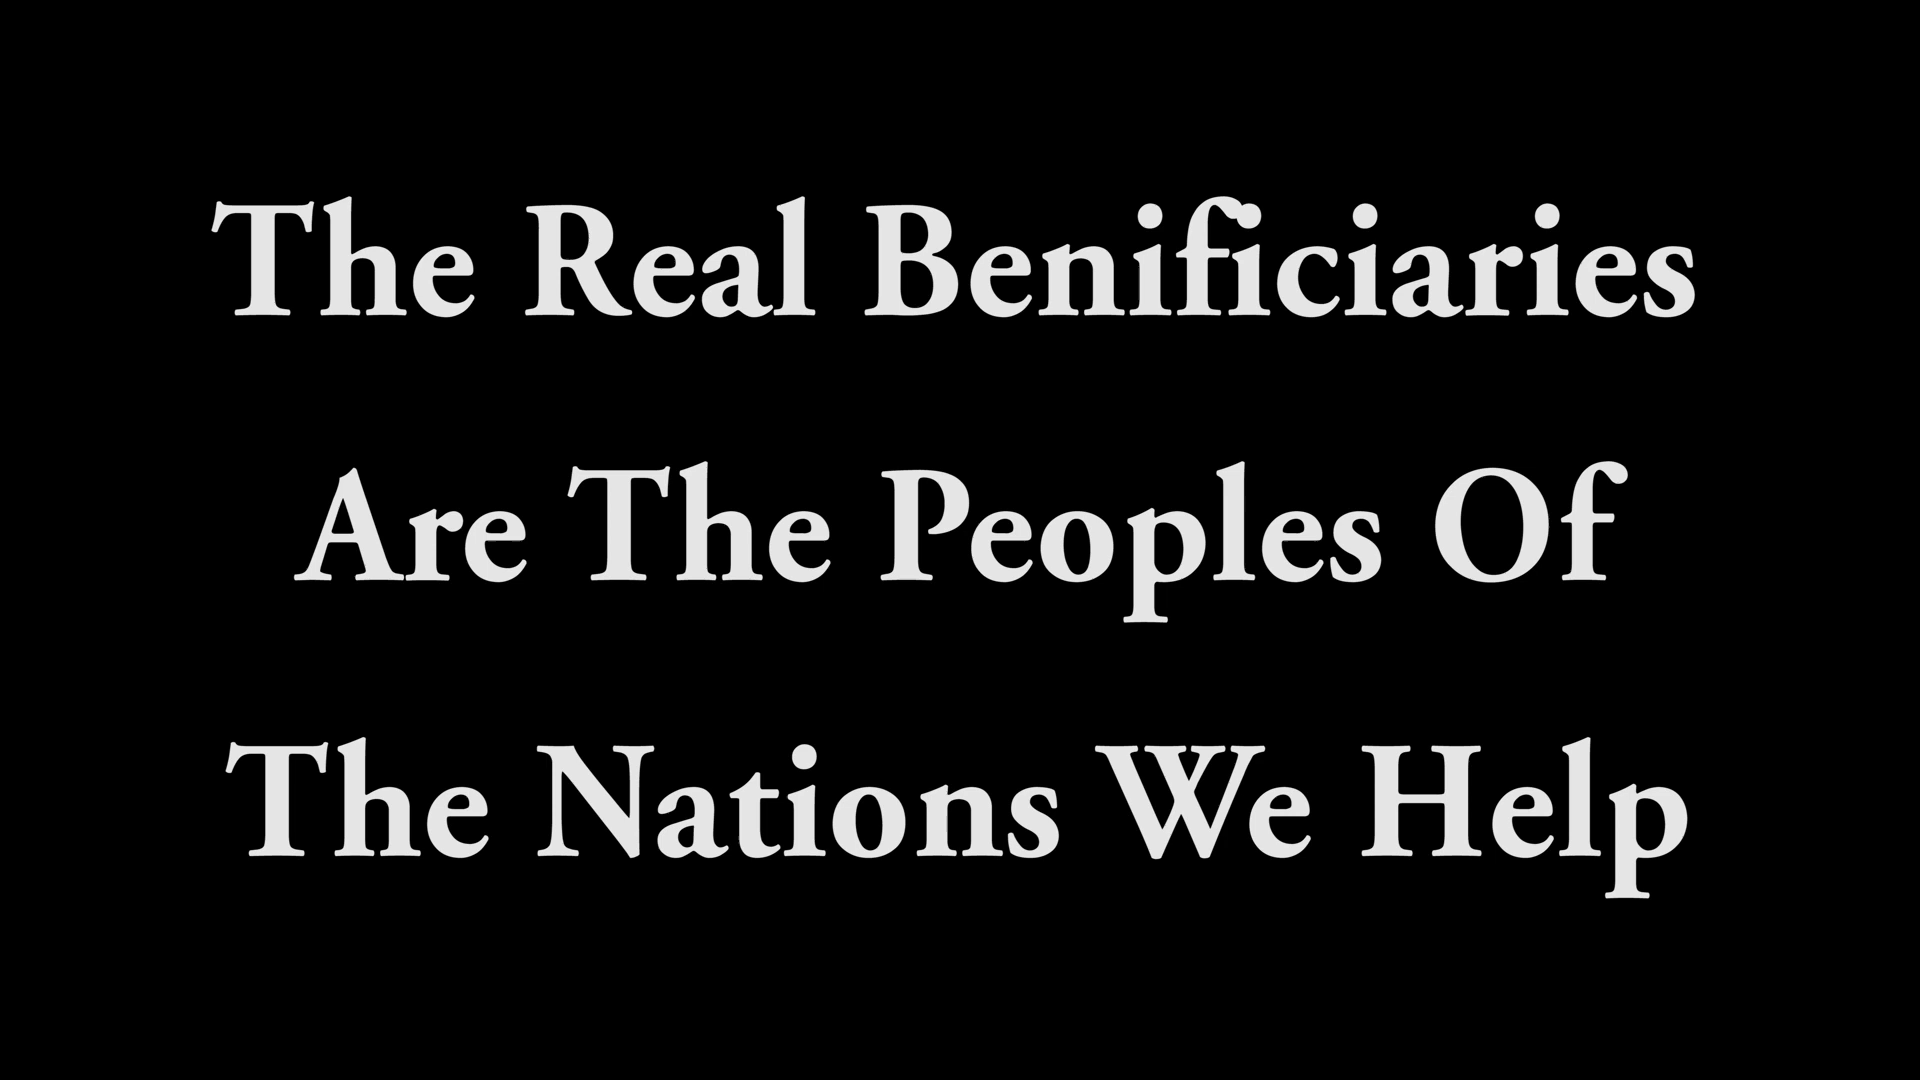 The Real Benificiaries
Are The Peoples Of
The Nations We Help